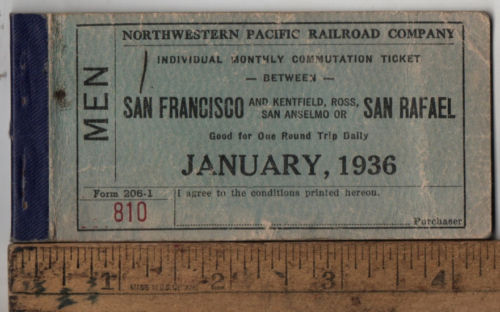 NORTHWESTERN PACIFIC RAILROAD COMPANY
INDIVIDUAL MONTHLY COMMUTATION TICKET
— BETWEEN —
MEN
SAN FRANCISCO AND KENTFIELD, ROSS, SAN ANSELMO OR SAN RAFAEL
Good for One Round Trip Daily
JANUARY, 1936
Form 206-1
I agree to the conditions printed hereon.
810
Purchaser
1 2 3 4